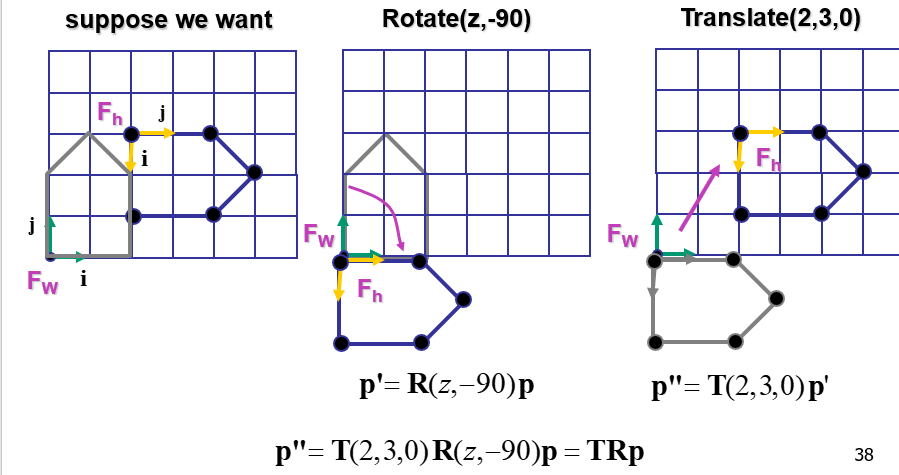 suppose we want
Rotate(z,-90)
Translate(2,3,0)
Fh
j
i
j
FW
i
FW
Fh
FW
Fh
p'= R(z,−90)p
p"= T(2,3,0)p'
p"= T(2,3,0)R(z,−90)p = TRp
38